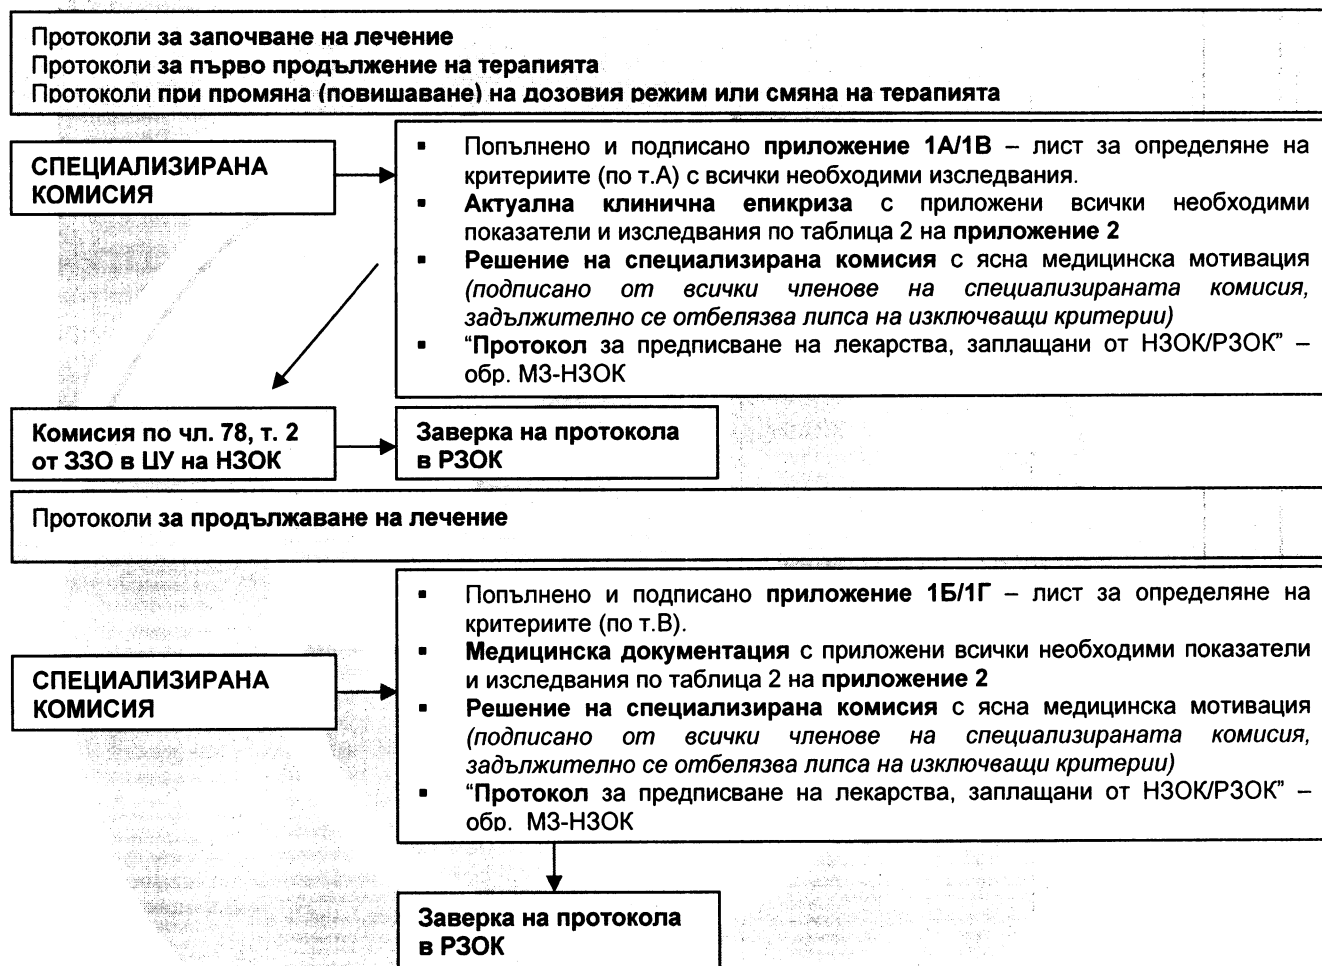 Протоколи за започване на лечение
Протоколи за първо продължение на терапията
Протоколи при промяна (повишаване) на дозовия режим или смяна на терапията
СПЕЦИАЛИЗИРАНА
КОМИСИЯ
▪ Попълнено и подписано приложение 1А/1В – лист за определяне на
критериите (по т.А) с всички необходими изследвания.
▪ Актуална клинична епикриза с приложени всички необходими
показатели и изследвания по таблица 2 на приложение 2
▪ Решение на специализирана комисия с ясна медицинска мотивация
(подписано от всички членове на специализираната комисия,
задължително се отбелязва липса на изключващи критерии)
▪ “Протокол за предписване на лекарства, заплащани от НЗОК/РЗОК” –
обр. МЗ-НЗОК
Комисия по чл. 78, т. 2
от ЗЗО в ЦУ на НЗОК
Заверка на протокола
в РЗОК
Протоколи за продължаване на лечение
▪ Попълнено и подписано приложение 1Б/1Г – лист за определяне на
критериите (по т.В).
▪ Медицинска документация с приложени всички необходими показатели
и изследвания по таблица 2 на приложение 2
▪ Решение на специализирана комисия с ясна медицинска мотивация
(подписано от всички членове на специализираната комисия,
задължително се отбелязва липса на изключващи критерии)
▪ “Протокол за предписване на лекарства, заплащани от НЗОК/РЗОК” –
обр. МЗ-НЗОК
СПЕЦИАЛИЗИРАНА
КОМИСИЯ
Заверка на протокола
в РЗОК